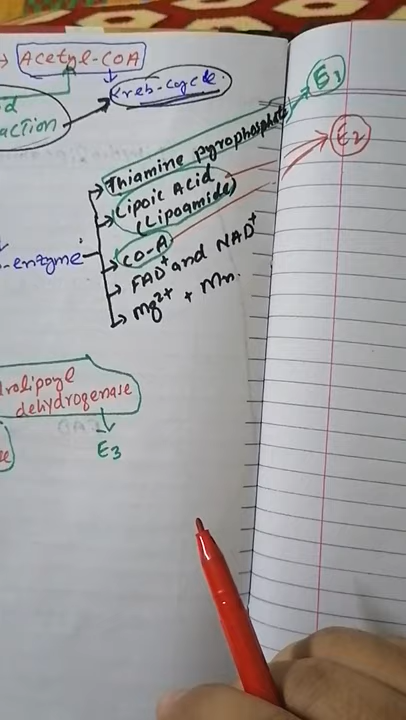 → Acetyl-COA
Kreb-cycle.
action
E1
E2
Thiamine pyrophosphate
Lipoic Acid
(Lipoamide)
CO-A
FAD+ and NAD+
Mg2+ + Mn.
-enzyme
rolipoyl
dehydrogenase
E3